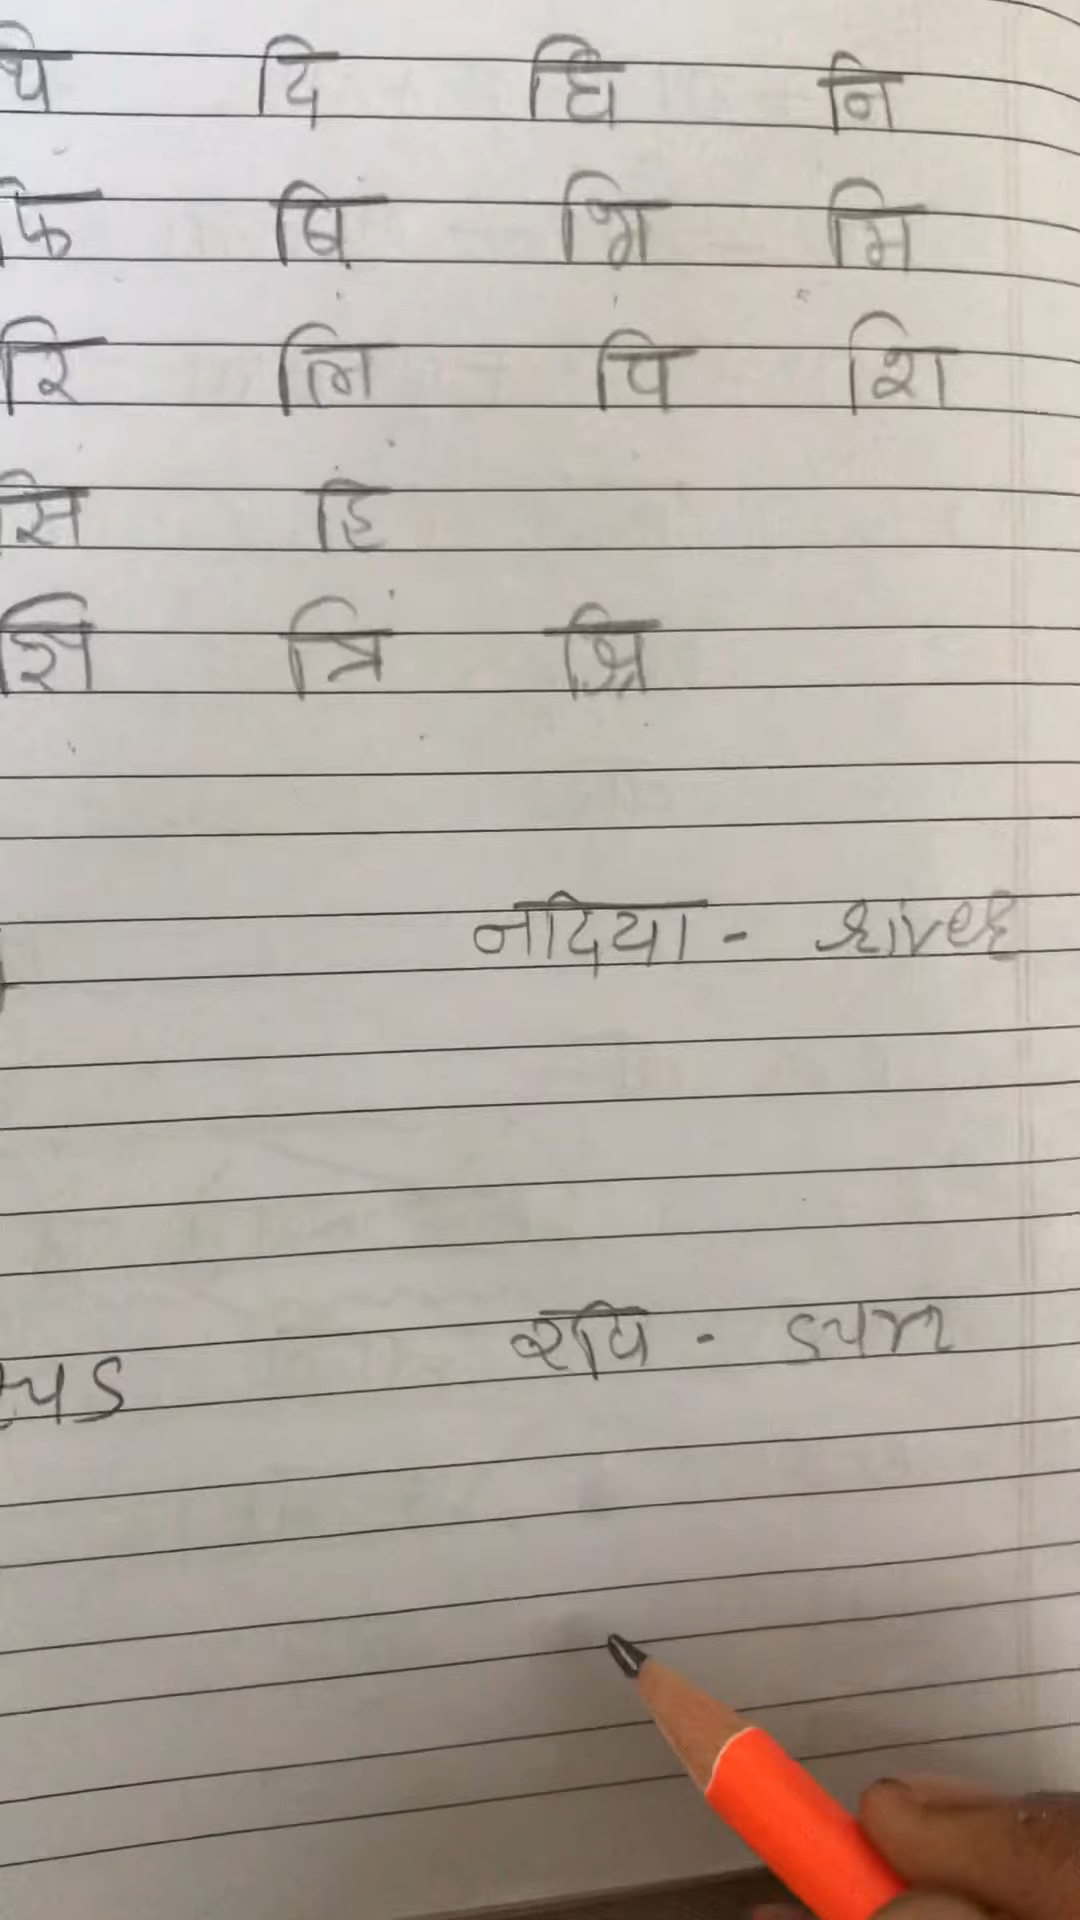 दि धि नि
फि बि भि मि
रि लि वि शि
सि हि
त्रि श्रि
नदिया - river
रवि - sun